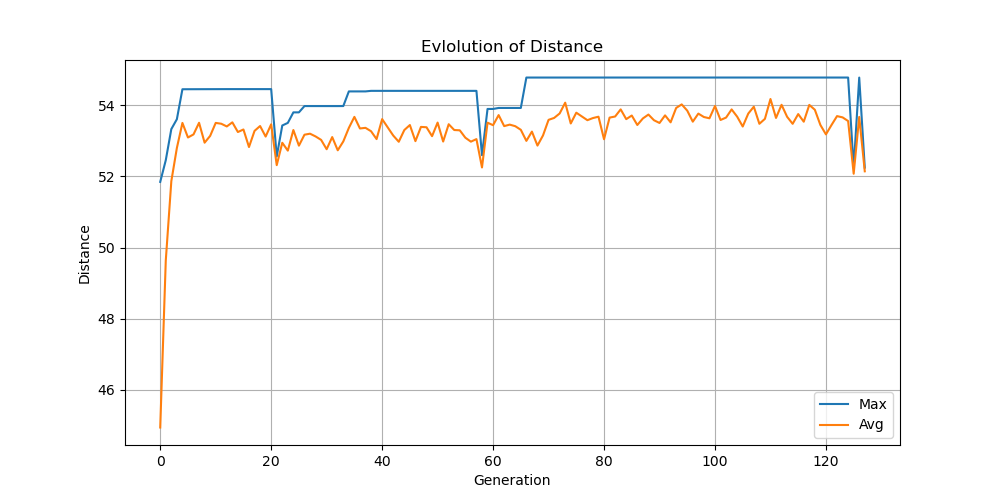 Evlolution of Distance
Distance
54
52
50
48
46
0 20 40 60 80 100 120
Generation
Max
Avg